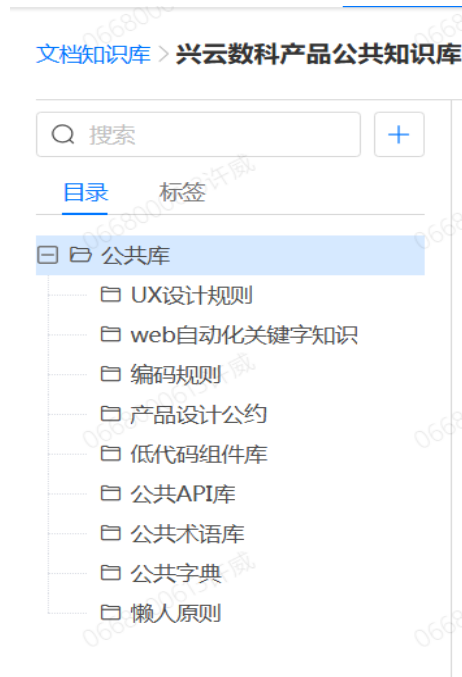 文档知识库 > 兴云数科产品公共知识库
搜索
目录 标签
公共库
UX设计规则
web自动化关键字知识
编码规则
产品设计公约
低代码组件库
公共API库
公共术语库
公共字典
懒人原则